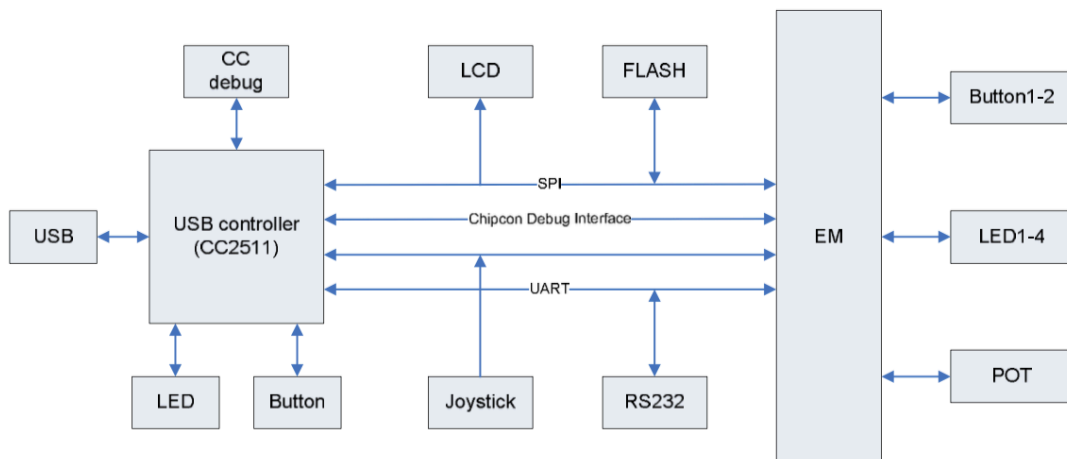 CC
debug
LCD
FLASH
Button1-2
SPI
USB
USB controller
(CC2511)
Chipcon Debug Interface
EM
LED1-4
UART
LED
Button
Joystick
RS232
POT